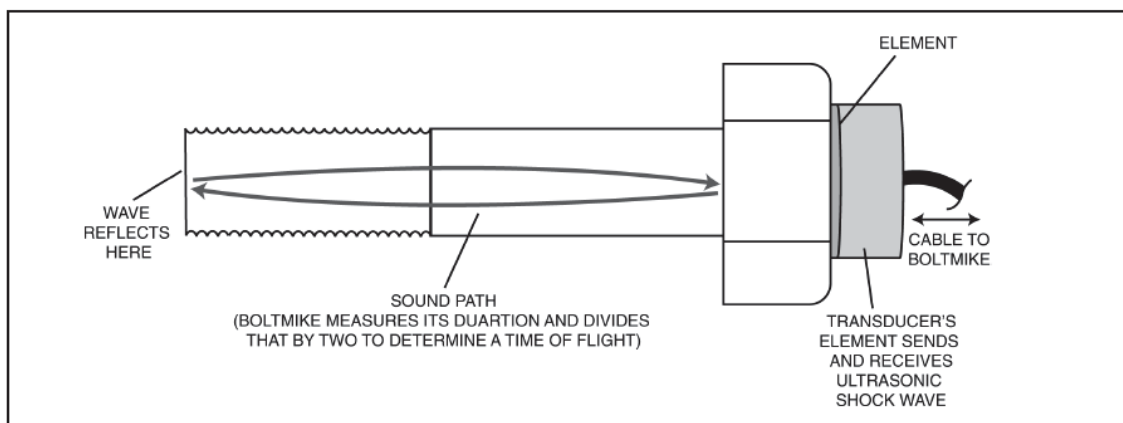 ELEMENT
WAVE
REFLECTS
HERE
CABLE TO
BOLTMIKE
SOUND PATH
(BOLTMIKE MEASURES ITS DUARTION AND DIVIDES
THAT BY TWO TO DETERMINE A TIME OF FLIGHT)
TRANSDUCER'S
ELEMENT SENDS
AND RECEIVES
ULTRASONIC
SHOCK WAVE